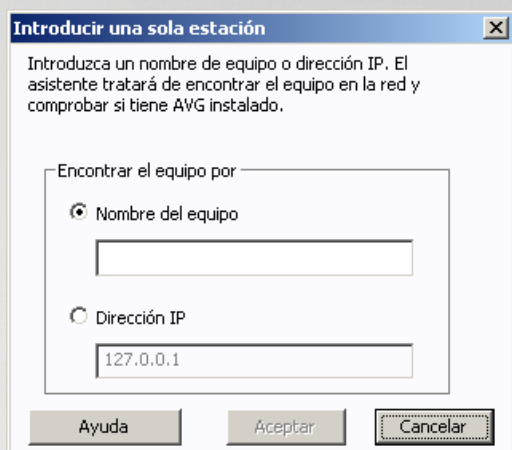 Introducir una sola estación
Introduzca un nombre de equipo o dirección IP. El
asistente tratará de encontrar el equipo en la red y
comprobar si tiene AVG instalado.
Encontrar el equipo por
Nombre del equipo
Dirección IP
127.0.0.1
Ayuda
Aceptar
Cancelar